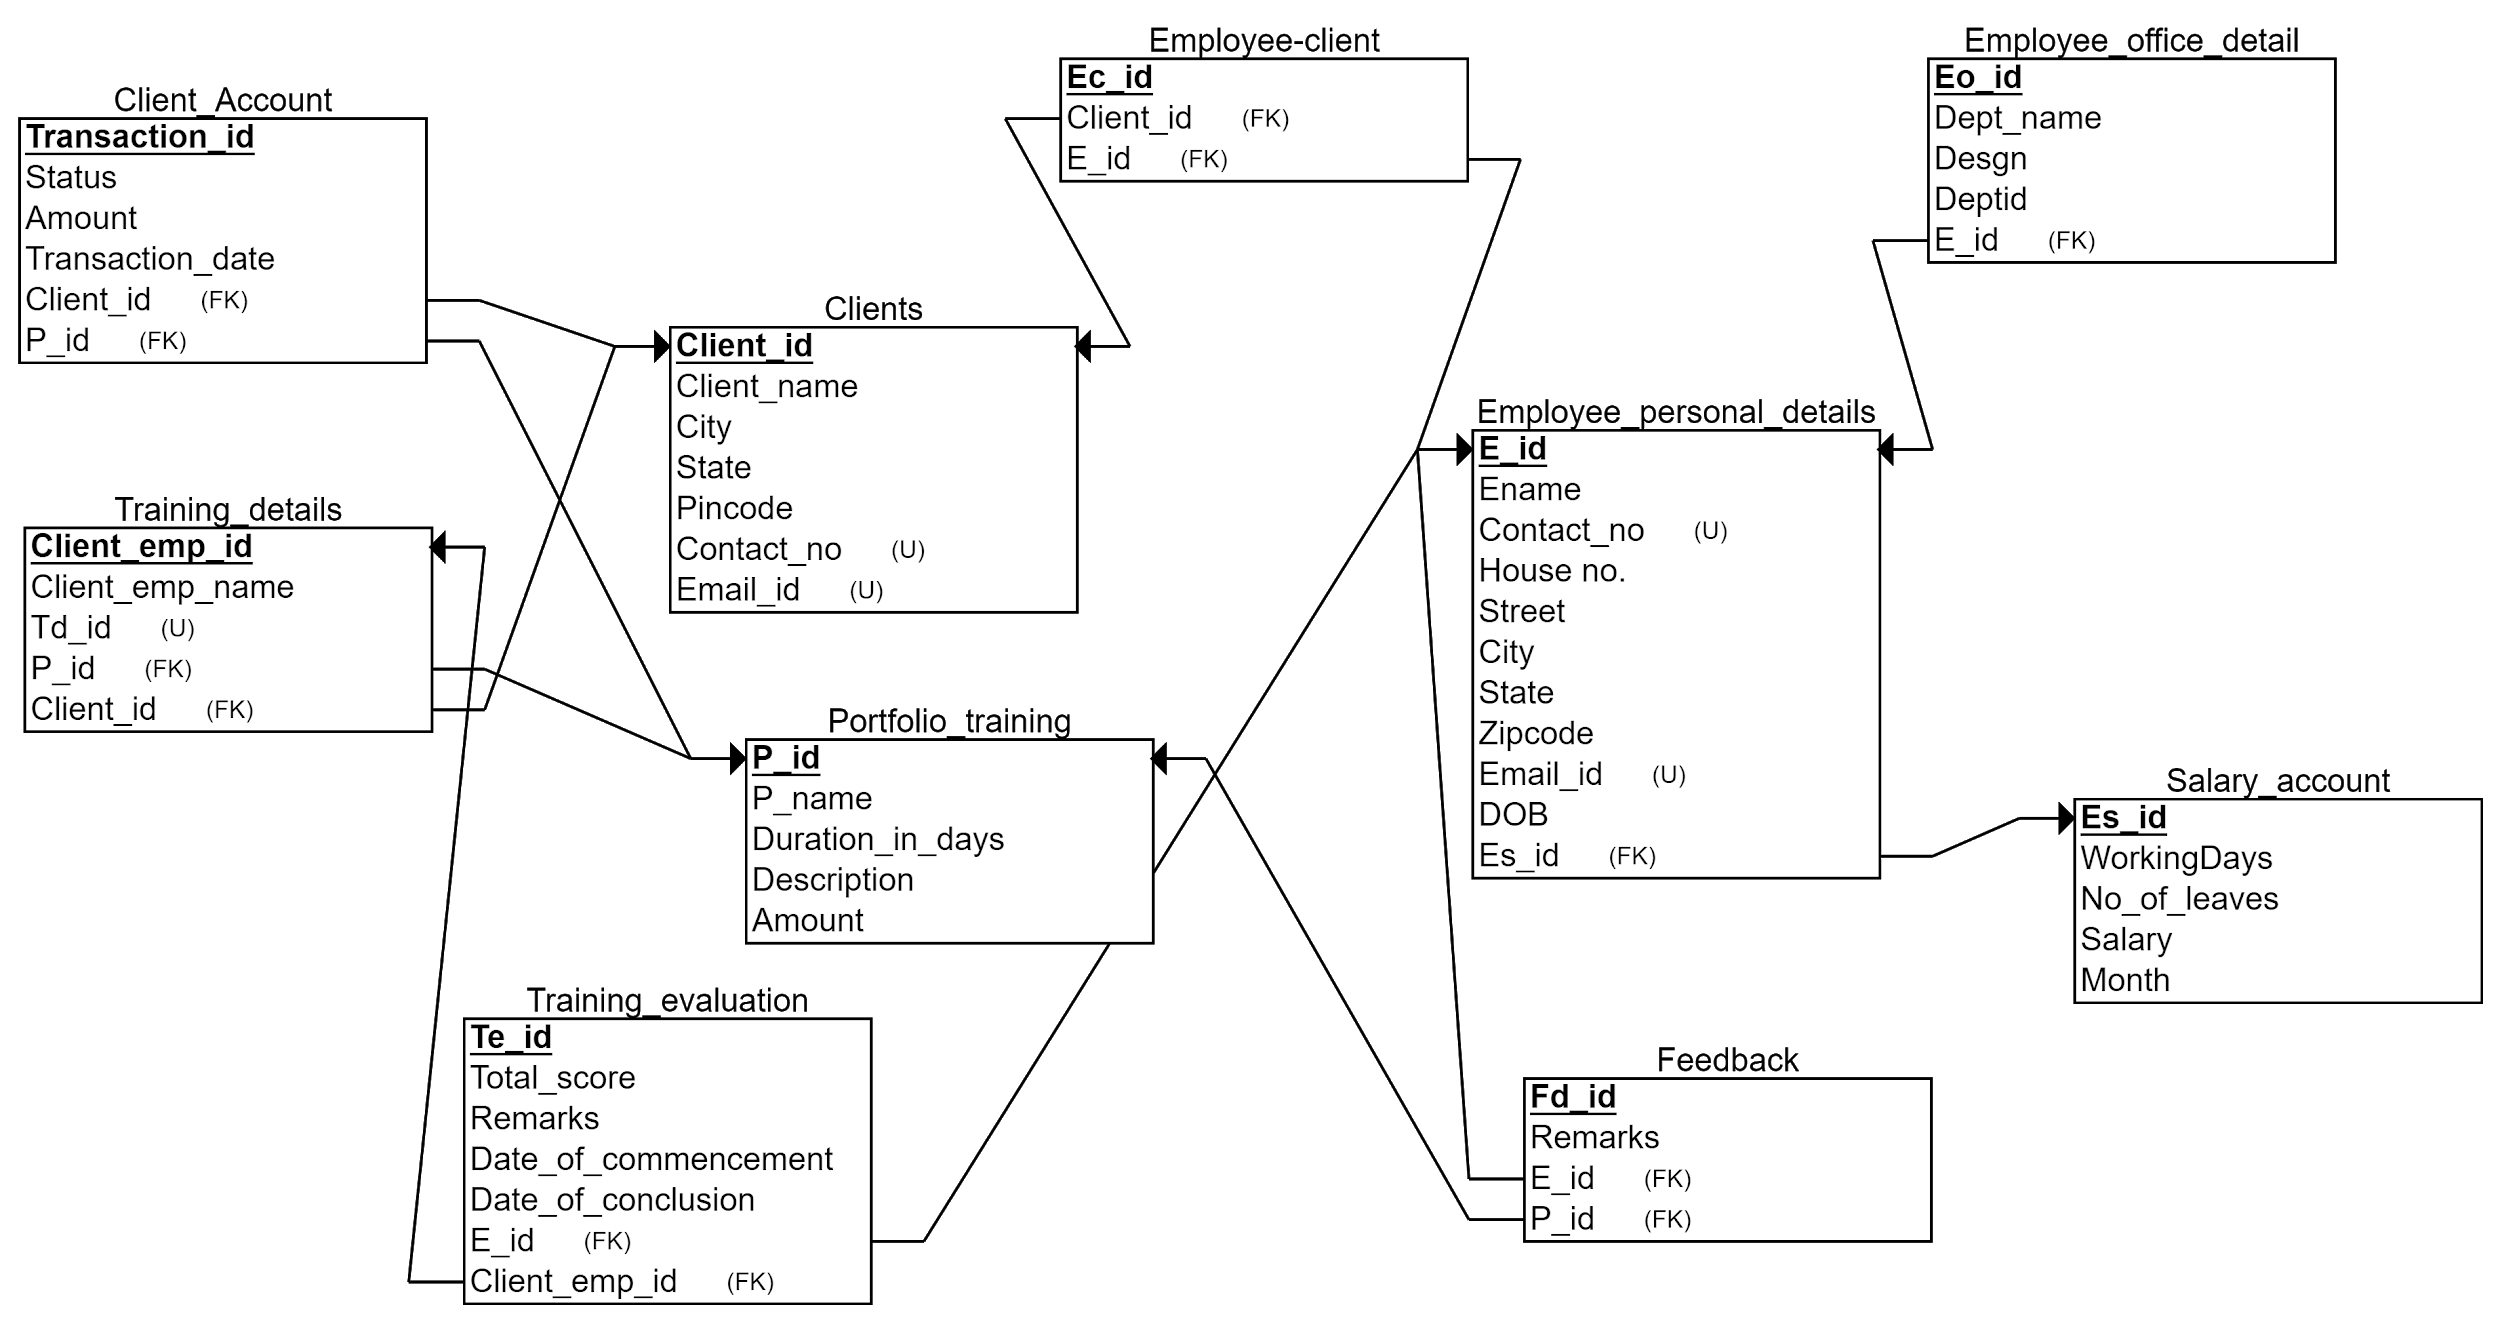 Client_Account
Transaction_id
Status
Amount
Transaction_date
Client_id (FK)
P_id (FK)
Employee-client
Ec_id
Client_id (FK)
E_id (FK)
Employee_office_detail
Eo_id
Dept_name
Desgn
Deptid
E_id (FK)
Clients
Client_id
Client_name
City
State
Pincode
Contact_no (U)
Email_id (U)
Employee_personal_details
E_id
Ename
Contact_no (U)
House no.
Street
City
State
Zipcode
Email_id (U)
DOB
Es_id (FK)
Training_details
Client_emp_id
Client_emp_name
Td_id (U)
P_id (FK)
Client_id (FK)
Portfolio_training
P_id
P_name
Duration_in_days
Description
Amount
Salary_account
Es_id
WorkingDays
No_of_leaves
Salary
Month
Training_evaluation
Te_id
Total_score
Remarks
Date_of_commencement
Date_of_conclusion
E_id (FK)
Client_emp_id (FK)
Feedback
Fd_id
Remarks
E_id (FK)
P_id (FK)